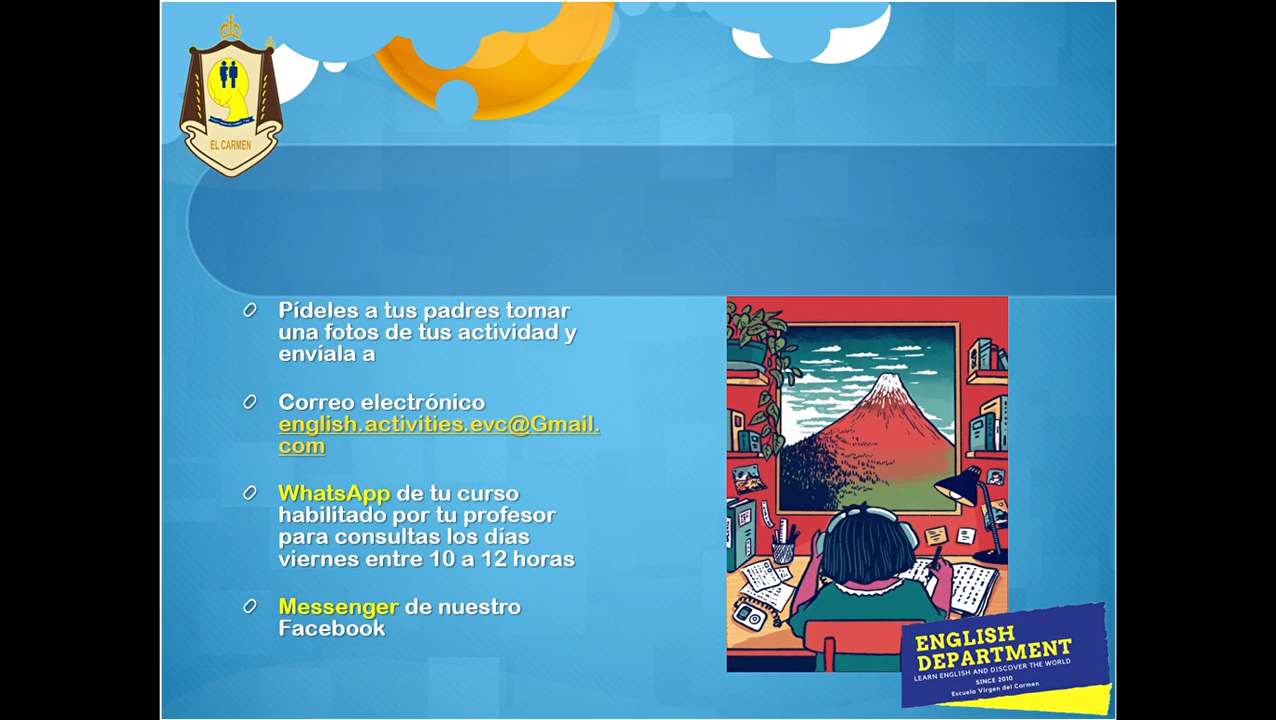 EL CARMEN
Pídeles a tus padres tomar
una fotos de tus actividad y
envíala a
Correo electrónico
english.activities.evc@Gmail.
com
WhatsApp de tu curso
habilitado por tu profesor
para consultas los días
viernes entre 10 a 12 horas
Messenger de nuestro
Facebook
ENGLISH
DEPARTMENT
LEARN ENGLISH AND DISCOVER THE WORLD
SINCE 2010
Escuela Virgen del Carmen